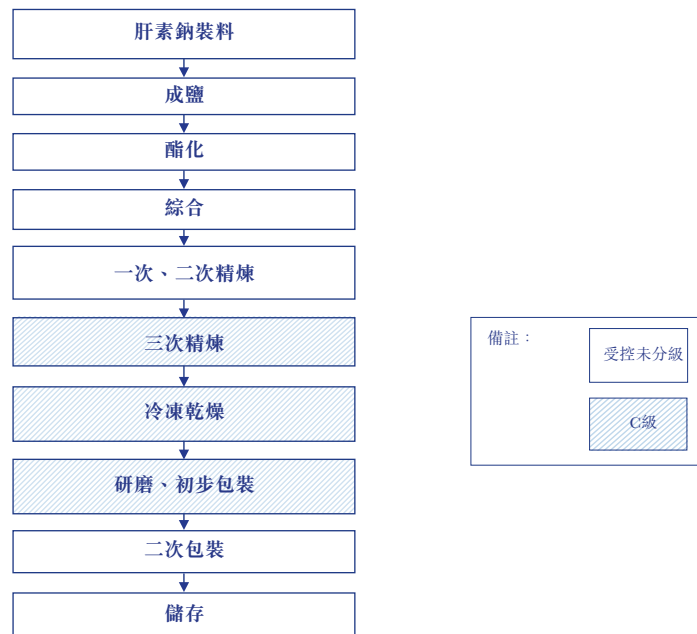 肝素鈉裝料
成鹽
酯化
綜合
一次、二次精煉
三次精煉
冷凍乾燥
研磨、初步包裝
二次包裝
儲存
備註：
受控未分級
C級